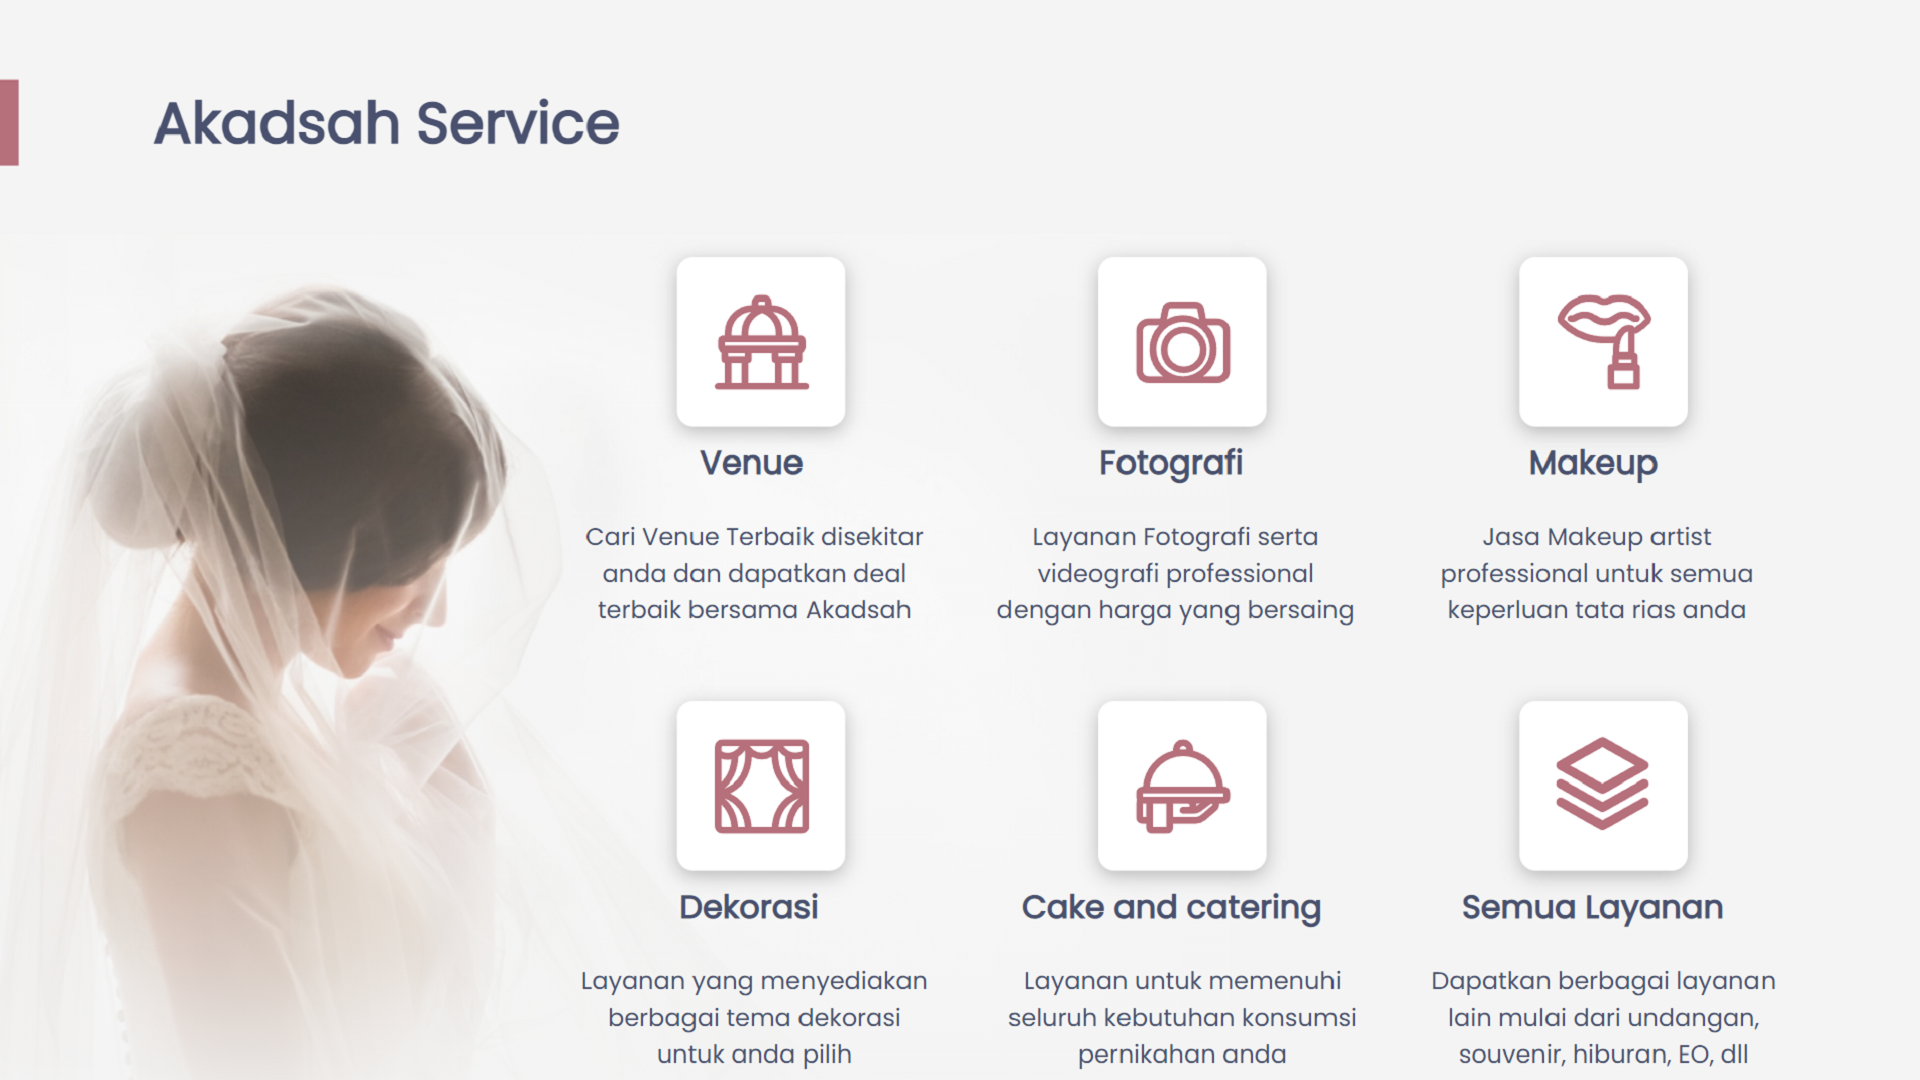 Akadsah Service
Venue
Cari Venue Terbaik disekitar
anda dan dapatkan deal
terbaik bersama Akadsah
Fotografi
Layanan Fotografi serta
videografi professional
dengan harga yang bersaing
Makeup
Jasa Makeup artist
professional untuk semua
keperluan tata rias anda
Dekorasi
Layanan yang menyediakan
berbagai tema dekorasi
untuk anda pilih
Cake and catering
Layanan untuk memenuhi
seluruh kebutuhan konsumsi
pernikahan anda
Semua Layanan
Dapatkan berbagai layanan
lain mulai dari undangan,
souvenir, hiburan, EO, dll